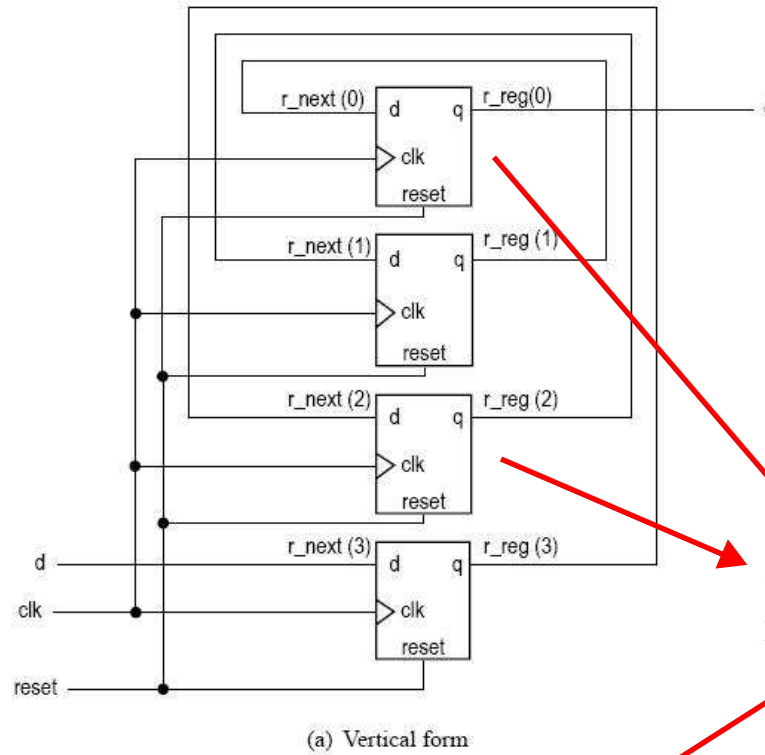 r_next (0)
r_reg(0)
d
q
clk
reset
r_next (1)
r_reg (1)
d
q
clk
reset
r_next (2)
r_reg (2)
d
q
clk
reset
d
r_next (3)
r_reg (3)
d
q
clk
clk
reset
reset
(a) Vertical form